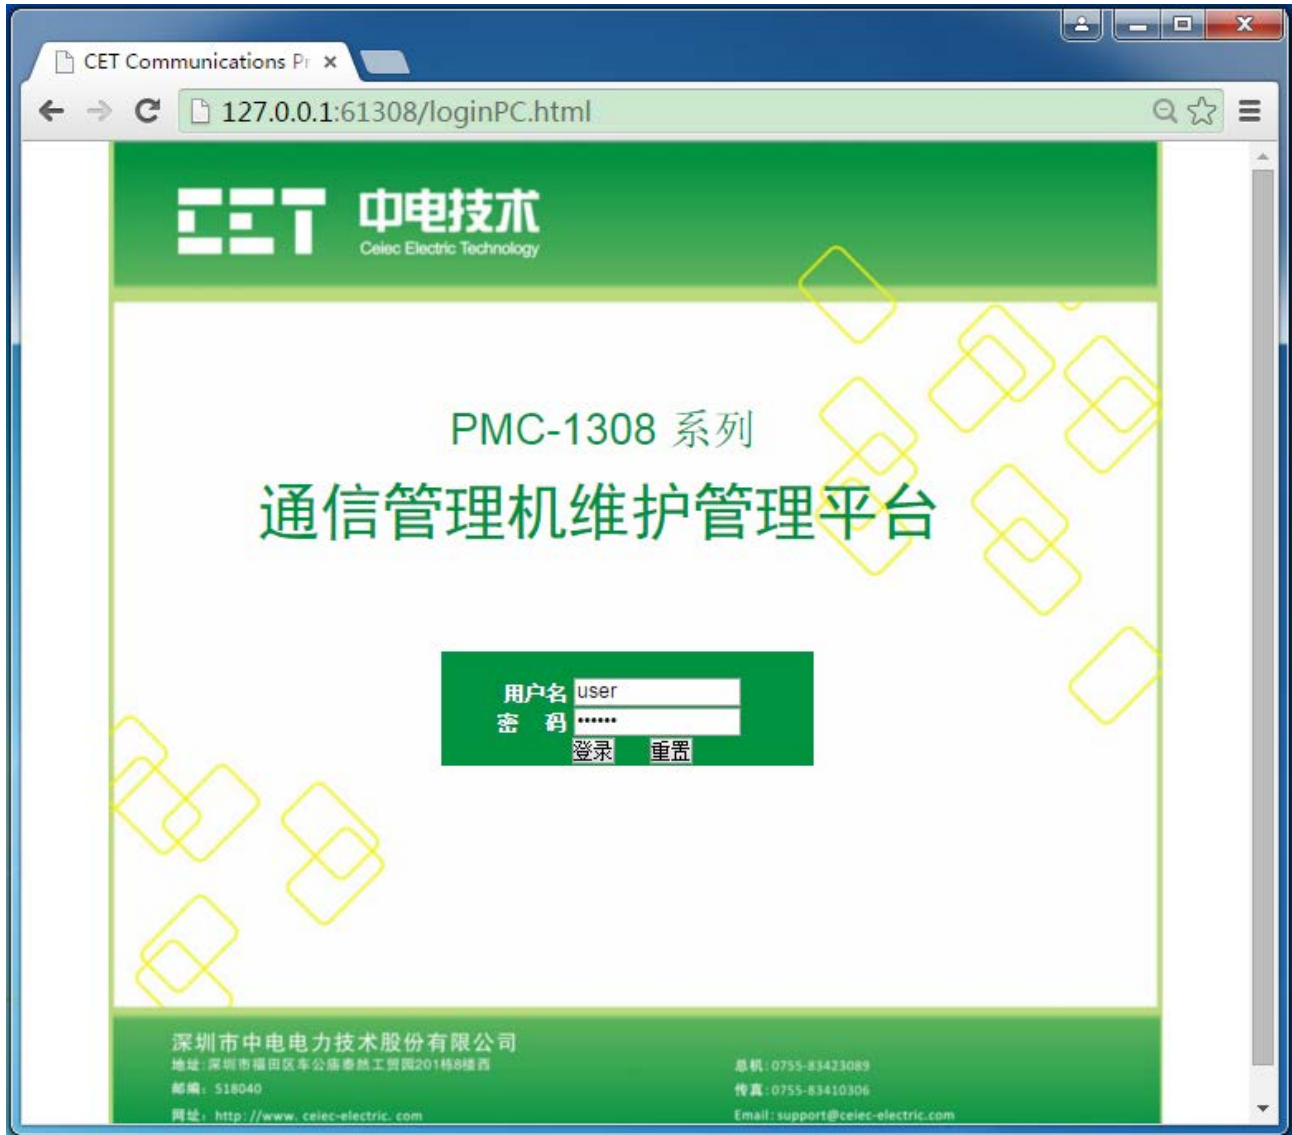 CET Communications Pr
127.0.0.1:61308/loginPC.html
CET 中电技术
Ceiec Electric Technology
PMC-1308 系列
通信管理机维护管理平台
用户名 user
密 码 ••••••
登录 重置
深圳市中电电力技术股份有限公司
地址:深圳市福田区车公庙泰然工贸园201栋8楼西
总机:0755-83423089
邮编: 518040
传真:0755-83410306
网址: http://www.ceiec-electric.com
Email:support@ceiec-electric.com